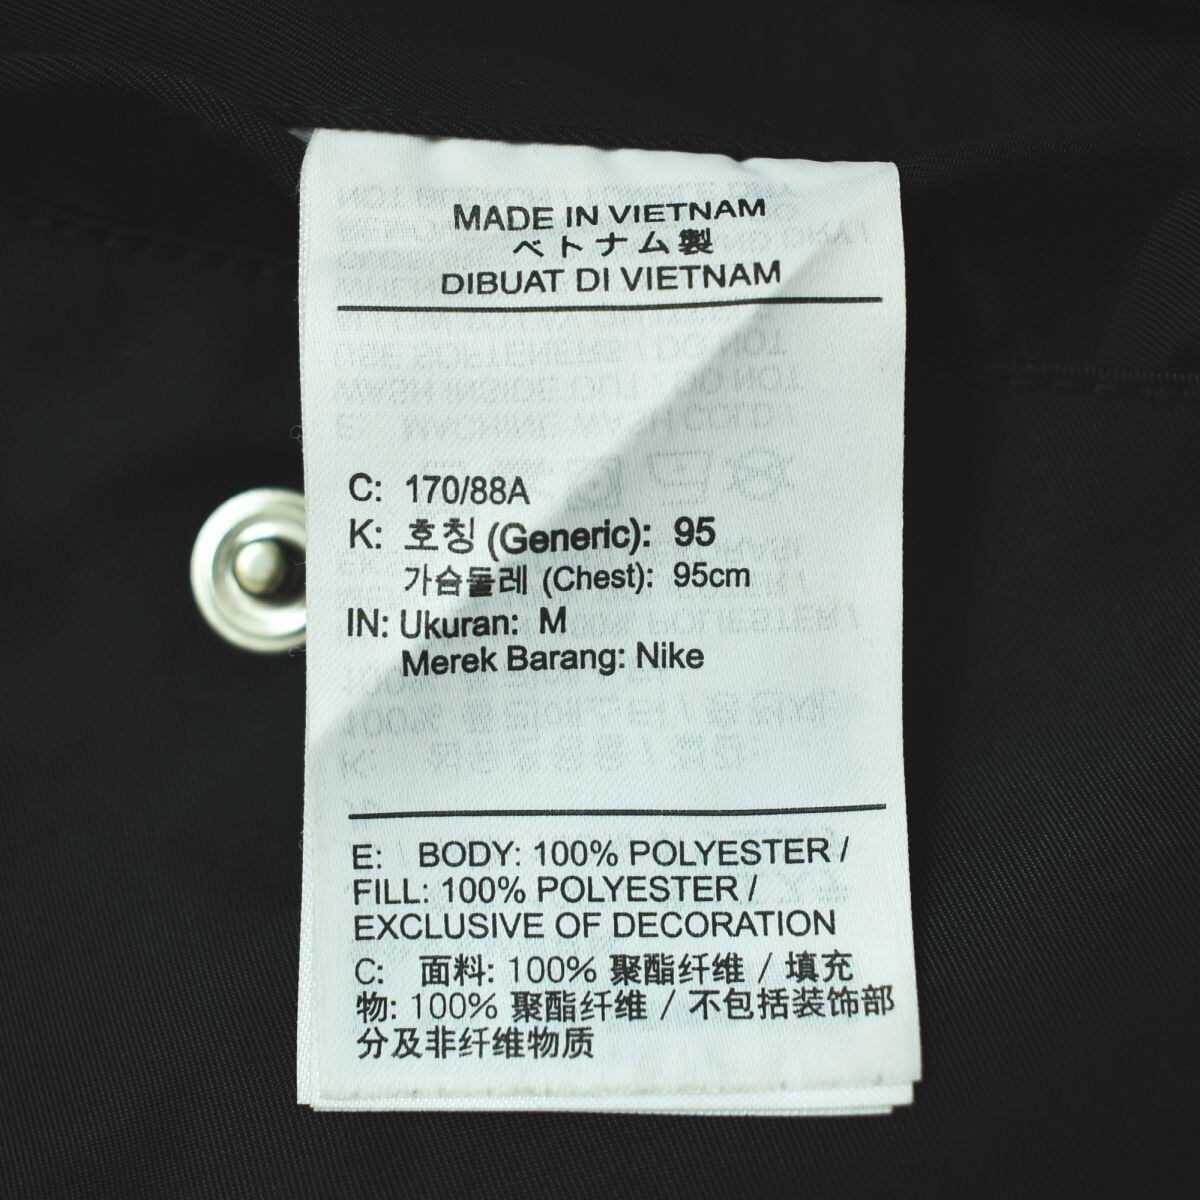 MADE IN VIETNAM
ベトナム製
DIBUAT DI VIETNAM
C: 170/88A
K: 호칭 (Generic): 95
가슴둘레 (Chest): 95cm
IN: Ukuran: M
Merek Barang: Nike
E: BODY: 100% POLYESTER /
FILL: 100% POLYESTER /
EXCLUSIVE OF DECORATION
C: 面料: 100% 聚酯纤维 / 填充
物: 100% 聚酯纤维 / 不包括装饰部
分及非纤维物质